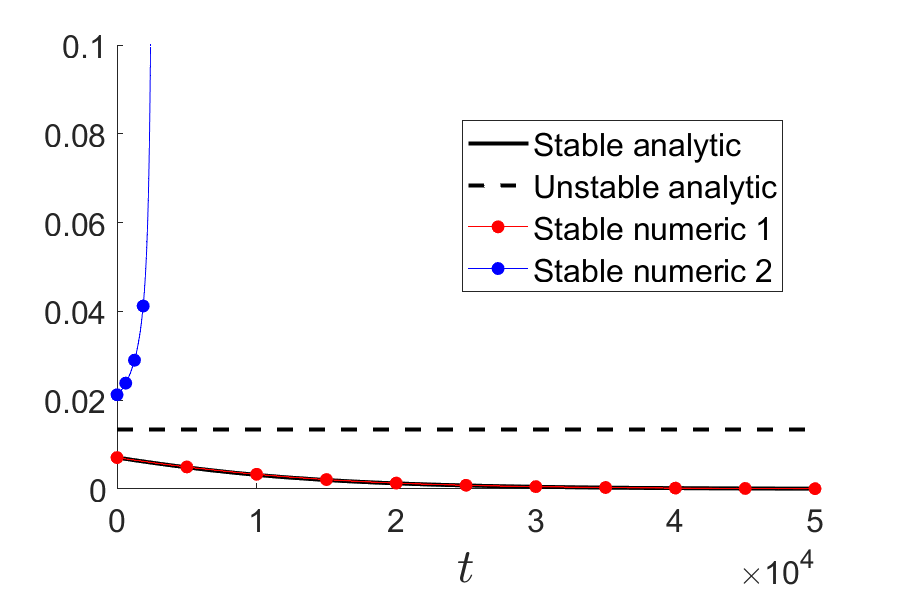 0.1
0.08
0.06
0.04
0.02
0
0 1 2 3 4 5
t
×10^4
Stable analytic
Unstable analytic
Stable numeric 1
Stable numeric 2